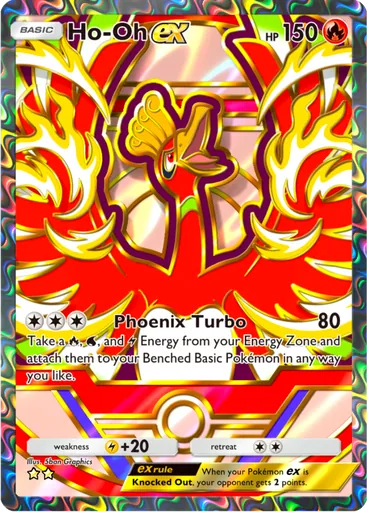 BASIC Ho-Oh ex HP 150
Phoenix Turbo 80
Take a , , and Energy from your Energy Zone and
attach them to your Benched Basic Pokémon in any way
you like.
weakness +20 retreat
Illus. 5ban Graphics
ex rule When your Pokémon ex is
Knocked Out, your opponent gets 2 points.